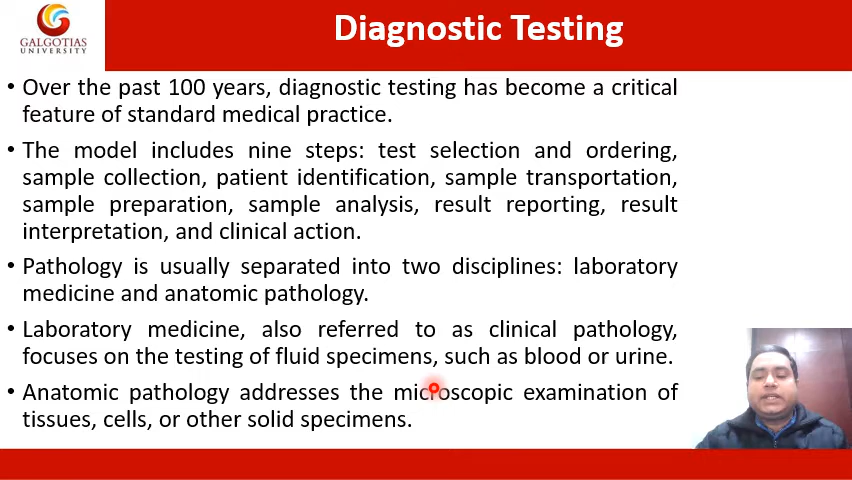 GALGOTIAS
UNIVERSITY
Diagnostic Testing
• Over the past 100 years, diagnostic testing has become a critical
feature of standard medical practice.
• The model includes nine steps: test selection and ordering,
sample collection, patient identification, sample transportation,
sample preparation, sample analysis, result reporting, result
interpretation, and clinical action.
• Pathology is usually separated into two disciplines: laboratory
medicine and anatomic pathology.
• Laboratory medicine, also referred to as clinical pathology,
focuses on the testing of fluid specimens, such as blood or urine.
• Anatomic pathology addresses the microscopic examination of
tissues, cells, or other solid specimens.